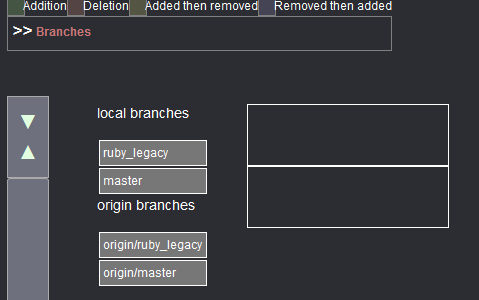 Addition Deletion Added then removed Removed then added
>> Branches
▼
▲
local branches
ruby_legacy
master
origin branches
origin/ruby_legacy
origin/master